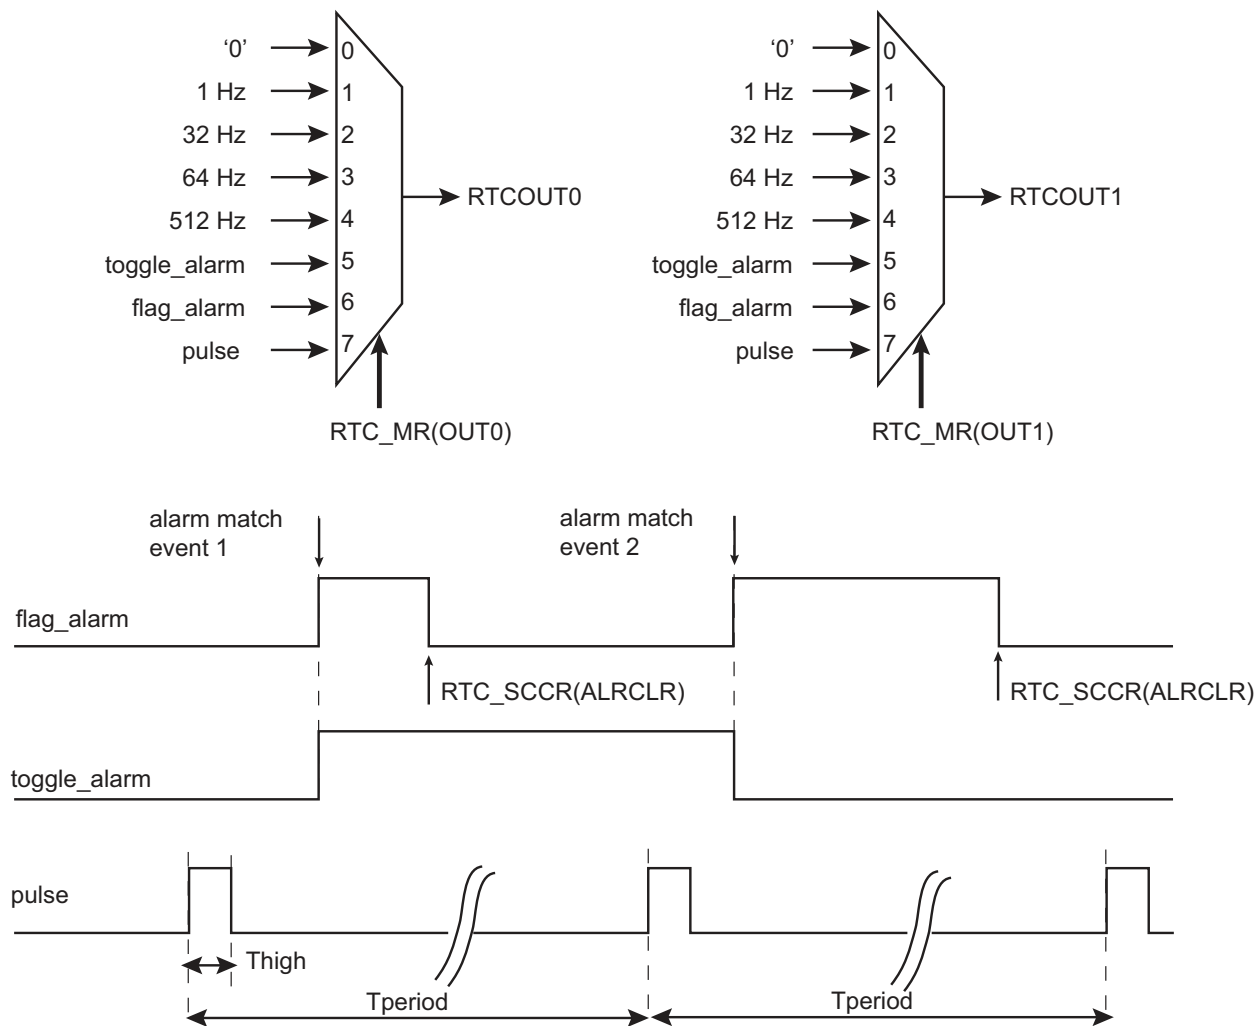 ‘0’
0
1 Hz
1
32 Hz
2
64 Hz
3
512 Hz
4
toggle_alarm
5
flag_alarm
6
pulse
7
RTCOUT0
RTC_MR(OUT0)
‘0’
0
1 Hz
1
32 Hz
2
64 Hz
3
512 Hz
4
toggle_alarm
5
flag_alarm
6
pulse
7
RTCOUT1
RTC_MR(OUT1)
alarm match
event 1
alarm match
event 2
flag_alarm
RTC_SCCR(ALRCLR)
RTC_SCCR(ALRCLR)
toggle_alarm
pulse
Thigh
Tperiod
Tperiod